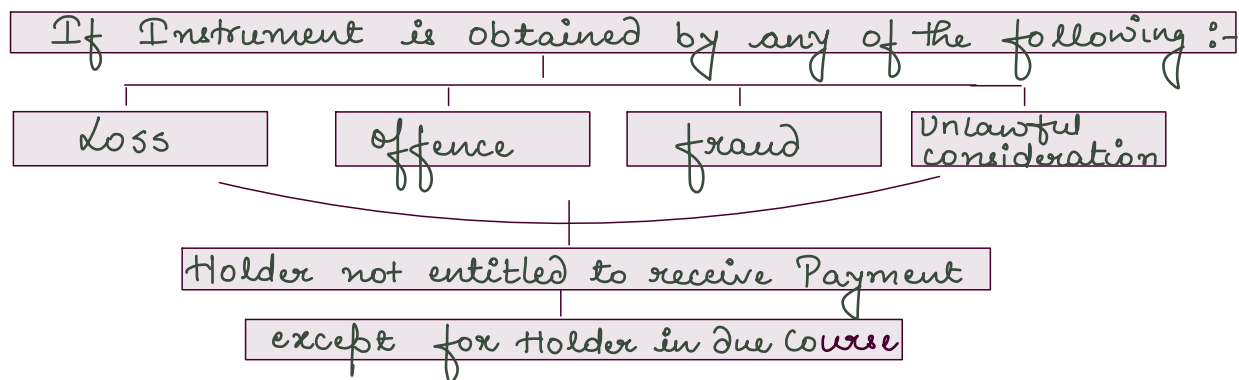 If Instrument is obtained by any of the following :-
Loss
Offence
fraud
Unlawful
consideration
Holder not entitled to receive Payment
except for Holder in due Course